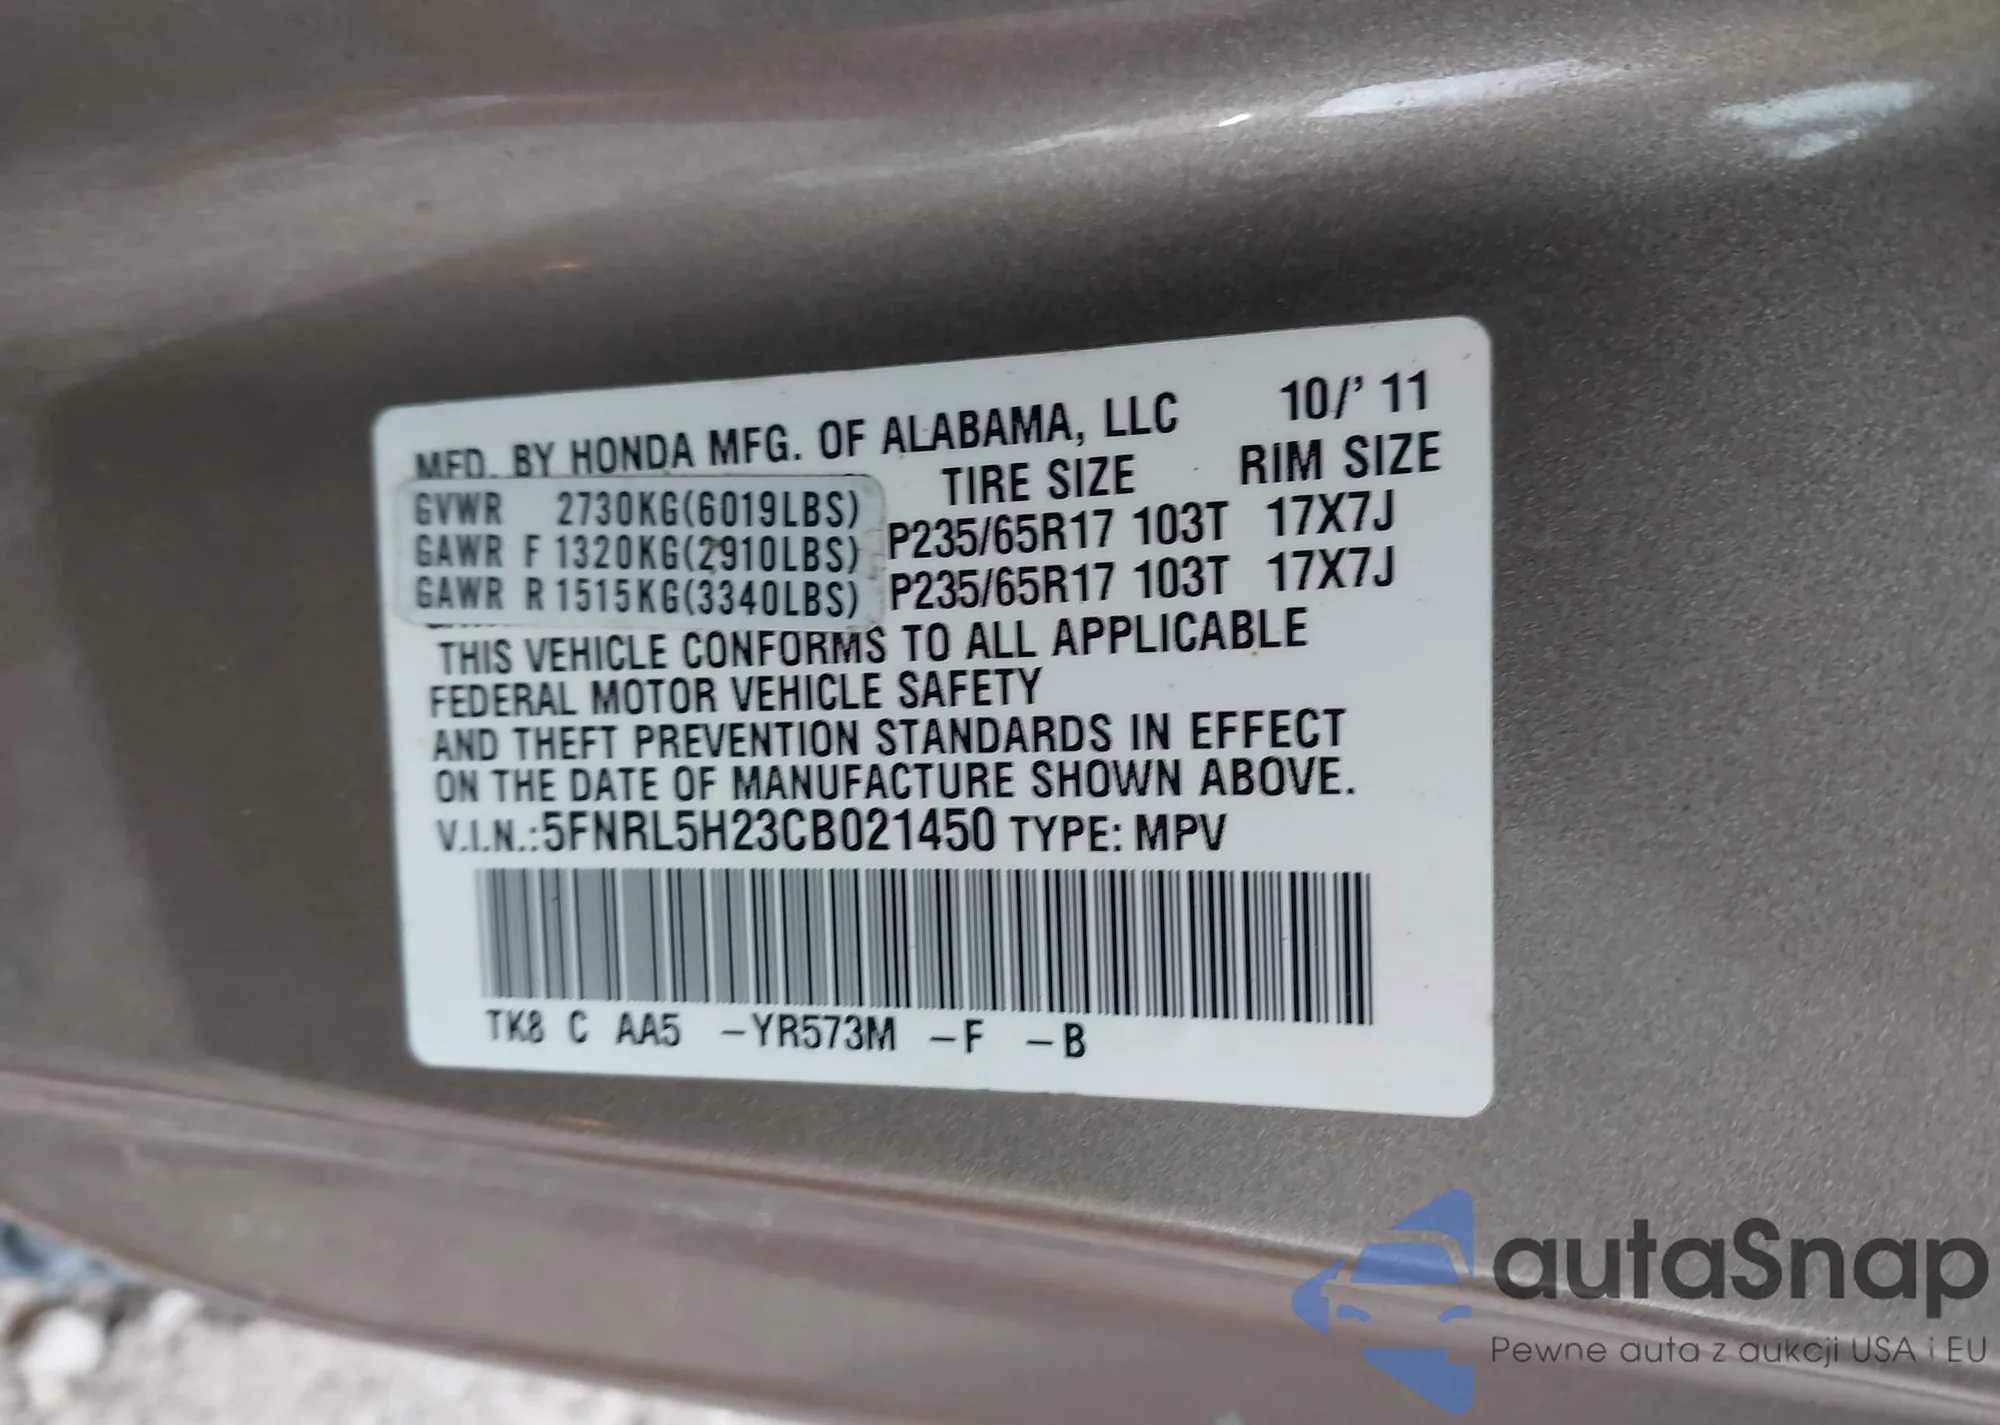 MFD. BY HONDA MFG. OF ALABAMA, LLC 10/' 11
TIRE SIZE RIM SIZE
GVWR 2730KG(6019LBS)
GAWR F 1320KG(2910LBS) P235/65R17 103T 17X7J
GAWR R 1515KG(3340LBS) P235/65R17 103T 17X7J
THIS VEHICLE CONFORMS TO ALL APPLICABLE
FEDERAL MOTOR VEHICLE SAFETY
AND THEFT PREVENTION STANDARDS IN EFFECT
ON THE DATE OF MANUFACTURE SHOWN ABOVE.
V.I.N.:5FNRL5H23CB021450 TYPE: MPV
TK8 C AA5 -YR573M -F -B
autaSnap
Pewne auta z aukcji USA i EU